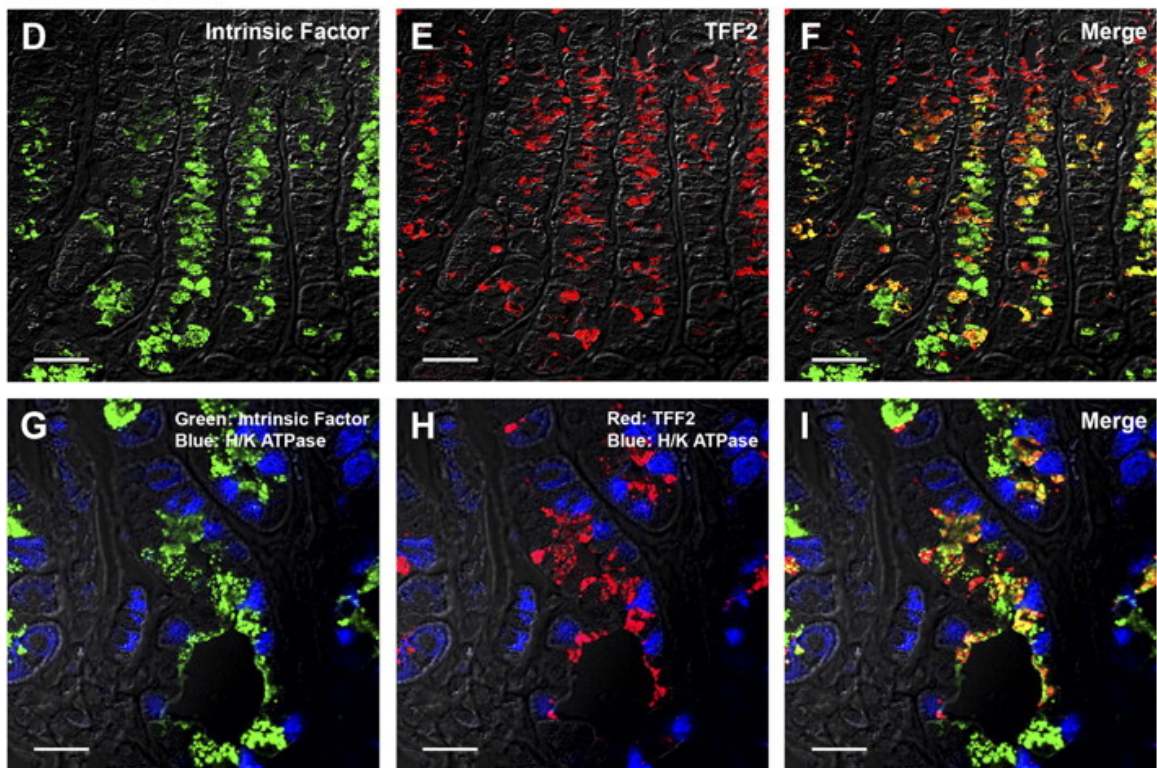 D
Intrinsic Factor
E
TFF2
F
Merge
G
Green: Intrinsic Factor
Blue: H/K ATPase
H
Red: TFF2
Blue: H/K ATPase
I
Merge